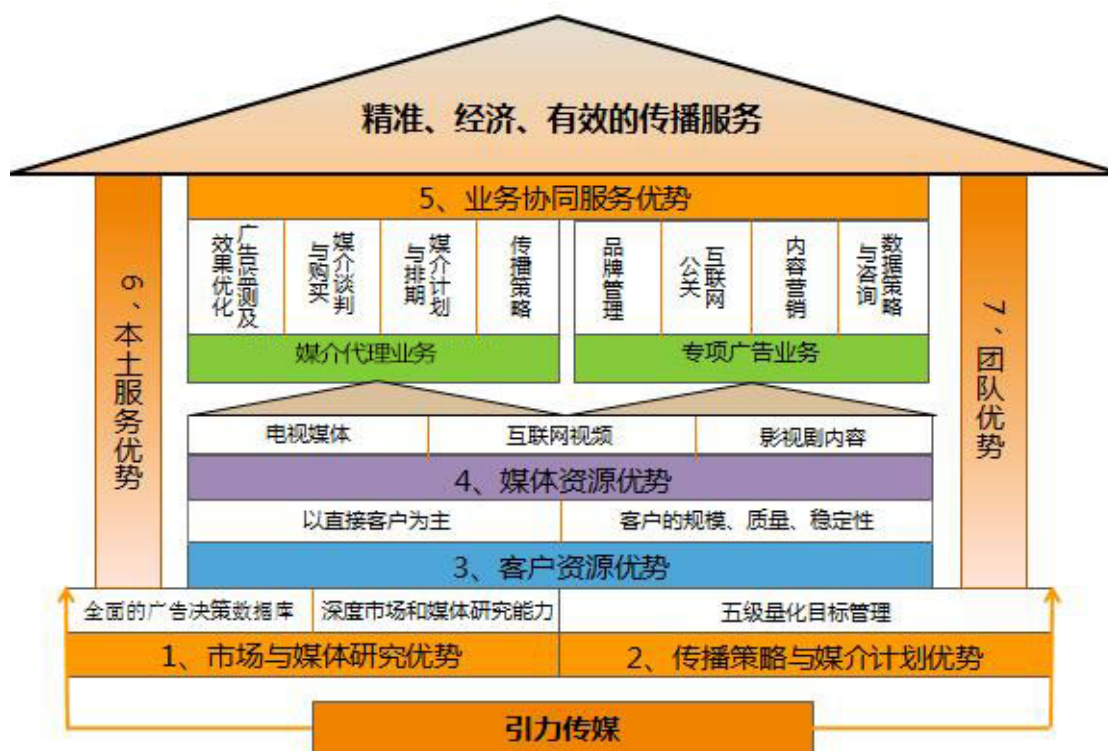 精准、经济、有效的传播服务
5、业务协同服务优势
广告监测及
效果优化
媒介谈判
与购买
媒介计划
与排期
传播策略
品牌管理
互联网
公关
内容营销
数据策略
与咨询
媒介代理业务
专项广告业务
6、本土服务优势
7、团队优势
电视媒体
互联网视频
影视剧内容
4、媒体资源优势
以直接客户为主
客户的规模、质量、稳定性
3、客户资源优势
全面的广告决策数据库
深度市场和媒体研究能力
五级量化目标管理
1、市场与媒体研究优势
2、传播策略与媒介计划优势
引力传媒